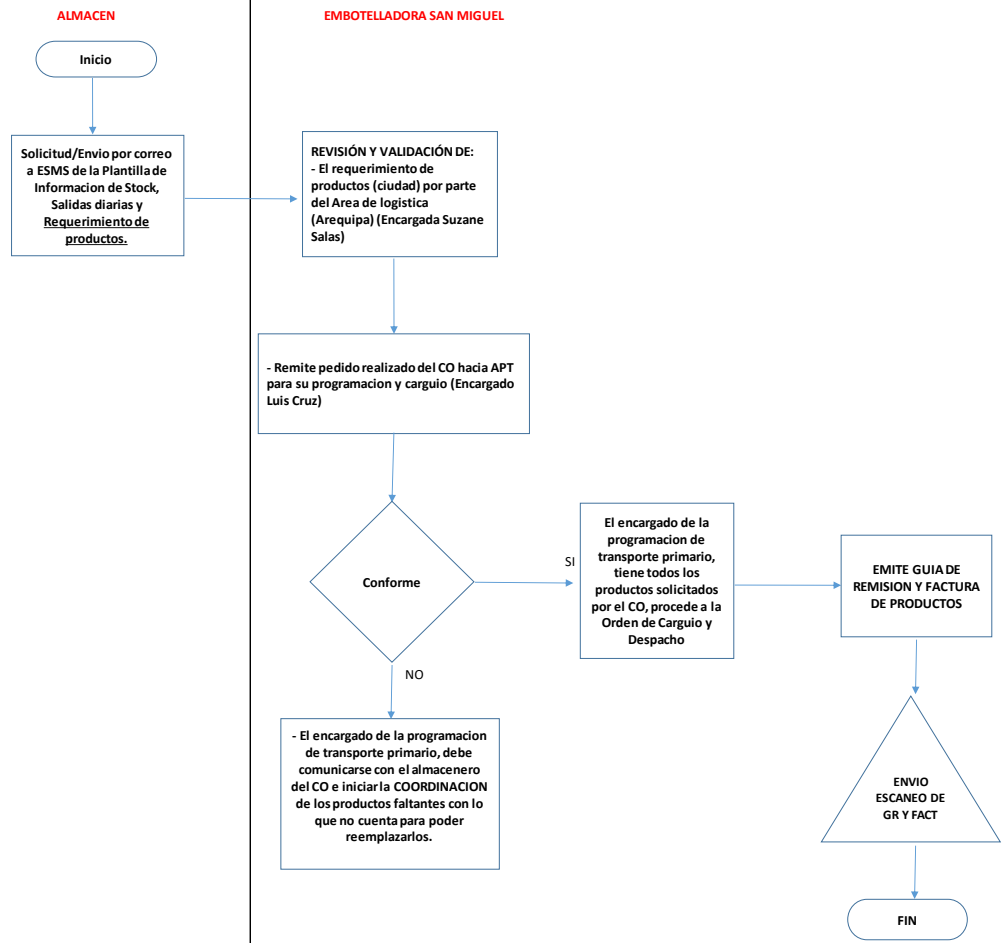 ALMACEN
EMBOTELLADORA SAN MIGUEL
Inicio
Solicitud/Envio por correo
a ESMS de la Plantilla de
Informacion de Stock,
Salidas diarias y
Requerimiento de
productos.
REVISIÓN Y VALIDACIÓN DE:
- El requerimiento de
productos (ciudad) por parte
del Area de logistica
(Arequipa) (Encargada Suzane
Salas)
- Remite pedido realizado del CO hacia APT
para su programacion y carguio (Encargado
Luis Cruz)
Conforme
SI
El encargado de la
programacion de
transporte primario,
tiene todos los
productos solicitados
por el CO, procede a la
Orden de Carguio y
Despacho
EMITE GUIA DE
REMISION Y FACTURA
DE PRODUCTOS
NO
- El encargado de la programacion
de transporte primario, debe
comunicarse con el almacenero
del CO e iniciar la COORDINACION
de los productos faltantes con lo
que no cuenta para poder
reemplazarlos.
ENVIO
ESCANEO DE
GR Y FACT
FIN